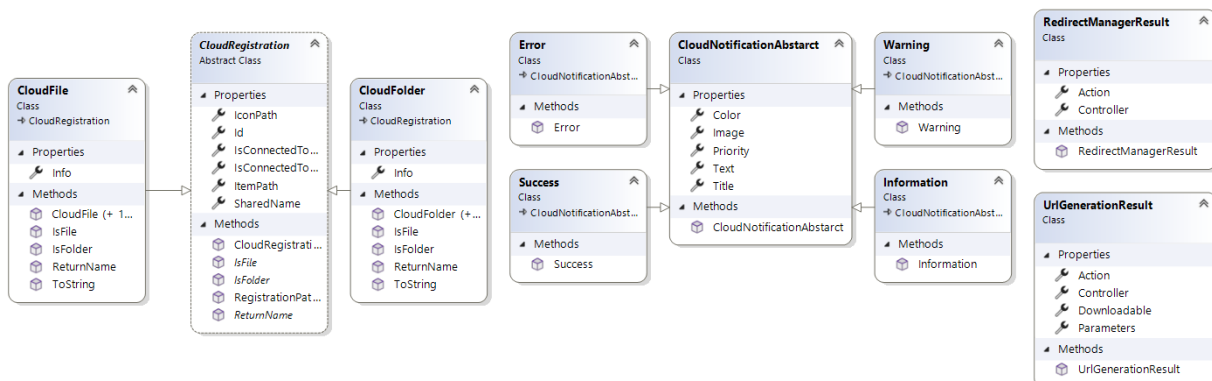 CloudFile
Class
CloudRegistration
Properties
Info
Methods
CloudFile (+ 1...
IsFile
IsFolder
ReturnName
ToString
CloudRegistration
Abstract Class
Properties
IconPath
Id
IsConnectedTo...
IsConnectedTo...
ItemPath
SharedName
Methods
CloudRegistrati...
IsFile
IsFolder
RegistrationPat...
ReturnName
CloudFolder
Class
CloudRegistration
Properties
Info
Methods
CloudFolder (+...
IsFile
IsFolder
ReturnName
ToString
Error
Class
CloudNotificationAbst...
Methods
Error
Success
Class
CloudNotificationAbst...
Methods
Success
CloudNotificationAbstarct
Class
Properties
Color
Image
Priority
Text
Title
Methods
CloudNotificationAbstarct
Warning
Class
CloudNotificationAbst...
Methods
Warning
Information
Class
CloudNotificationAbst...
Methods
Information
RedirectManagerResult
Class
Properties
Action
Controller
Methods
RedirectManagerResult
UrlGenerationResult
Class
Properties
Action
Controller
Downloadable
Parameters
Methods
UrlGenerationResult